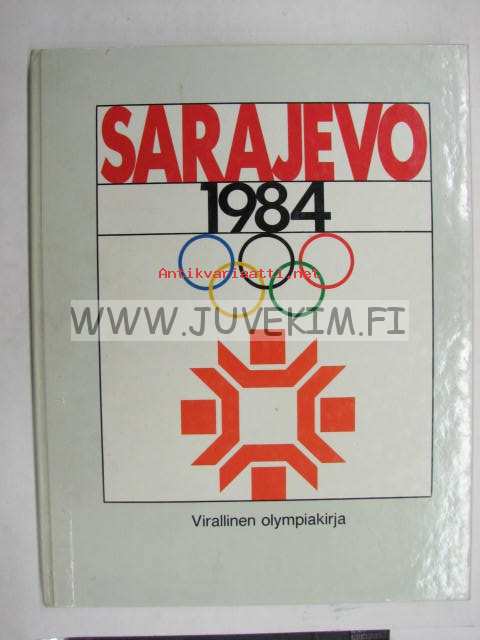 SARAJEVO
1984
Antikvariaatti.net
WWW.JUVEKIM.FI
Virallinen olympiakirja